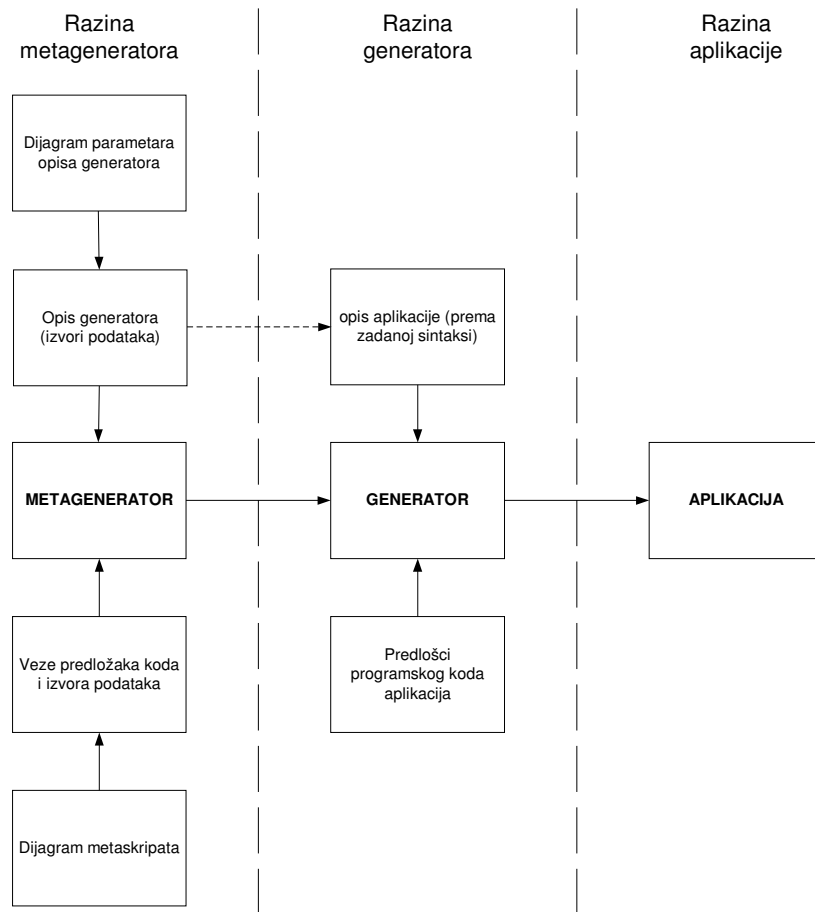 Razina
metageneratora
Razina
generatora
Razina
aplikacije
Dijagram parametara
opisa generatora
Opis generatora
(izvori podataka)
opis aplikacije (prema
zadanoj sintaksi)
METAGENERATOR
GENERATOR
APLIKACIJA
Veze predložaka koda
i izvora podataka
Predlošci
programskog koda
aplikacija
Dijagram metaskripata